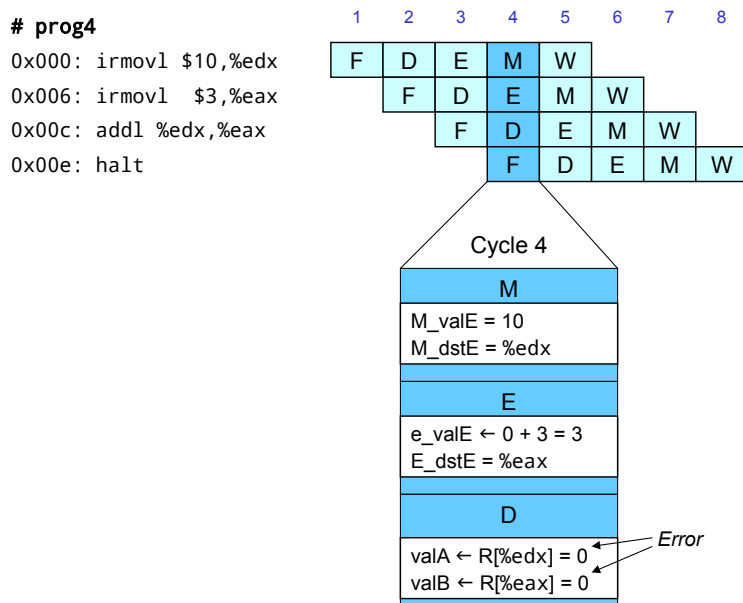 1 2 3 4 5 6 7 8
# prog4
0x000: irmovl $10,%edx F D E M W
0x006: irmovl $3,%eax F D E M W
0x00c: addl %edx,%eax F D E M W
0x00e: halt F D E M W
Cycle 4
M
M_valE = 10
M_dstE = %edx
E
e_valE ← 0 + 3 = 3
E_dstE = %eax
D
Error
valA ← R[%edx] = 0
valB ← R[%eax] = 0